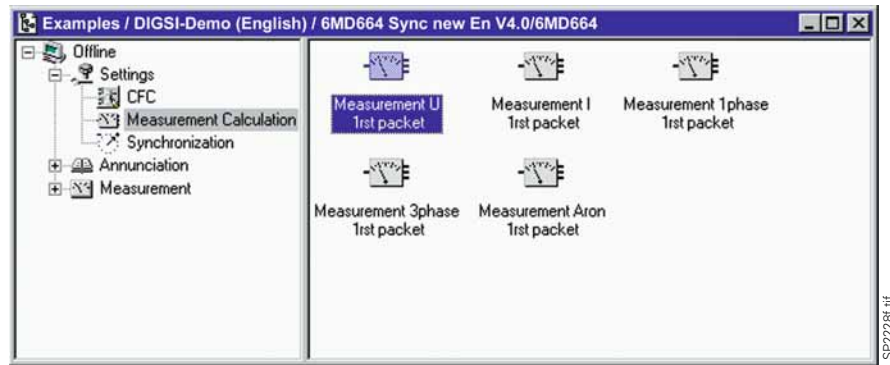 Examples / DIGSI-Demo (English) / 6MD664 Sync new En V4.0/6MD664
Offline
Settings
CFC
Measurement Calculation
Synchronization
Annunciation
Measurement
Measurement U
1rst packet
Measurement I
1rst packet
Measurement 1phase
1rst packet
Measurement 3phase
1rst packet
Measurement Aron
1rst packet
SP2228f.tif